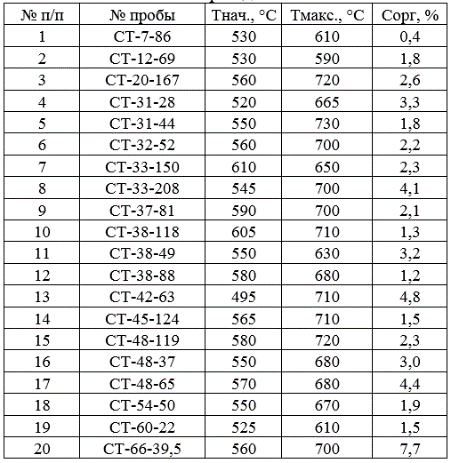 № п/п № пробы Тнач., °C Тмакс., °C Сорг, %
1 СТ-7-86 530 610 0,4
2 СТ-12-69 530 590 1,8
3 СТ-20-167 560 720 2,6
4 СТ-31-28 520 665 3,3
5 СТ-31-44 550 730 1,8
6 СТ-32-52 560 700 2,2
7 СТ-33-150 610 650 2,3
8 СТ-33-208 545 700 4,1
9 СТ-37-81 590 700 2,1
10 СТ-38-118 605 710 1,3
11 СТ-38-49 550 630 3,2
12 СТ-38-88 580 680 1,2
13 СТ-42-63 495 710 4,8
14 СТ-45-124 565 710 1,5
15 СТ-48-119 580 720 2,3
16 СТ-48-37 550 680 3,0
17 СТ-48-65 570 680 4,4
18 СТ-54-50 550 670 1,9
19 СТ-60-22 525 610 1,5
20 СТ-66-39,5 560 700 7,7